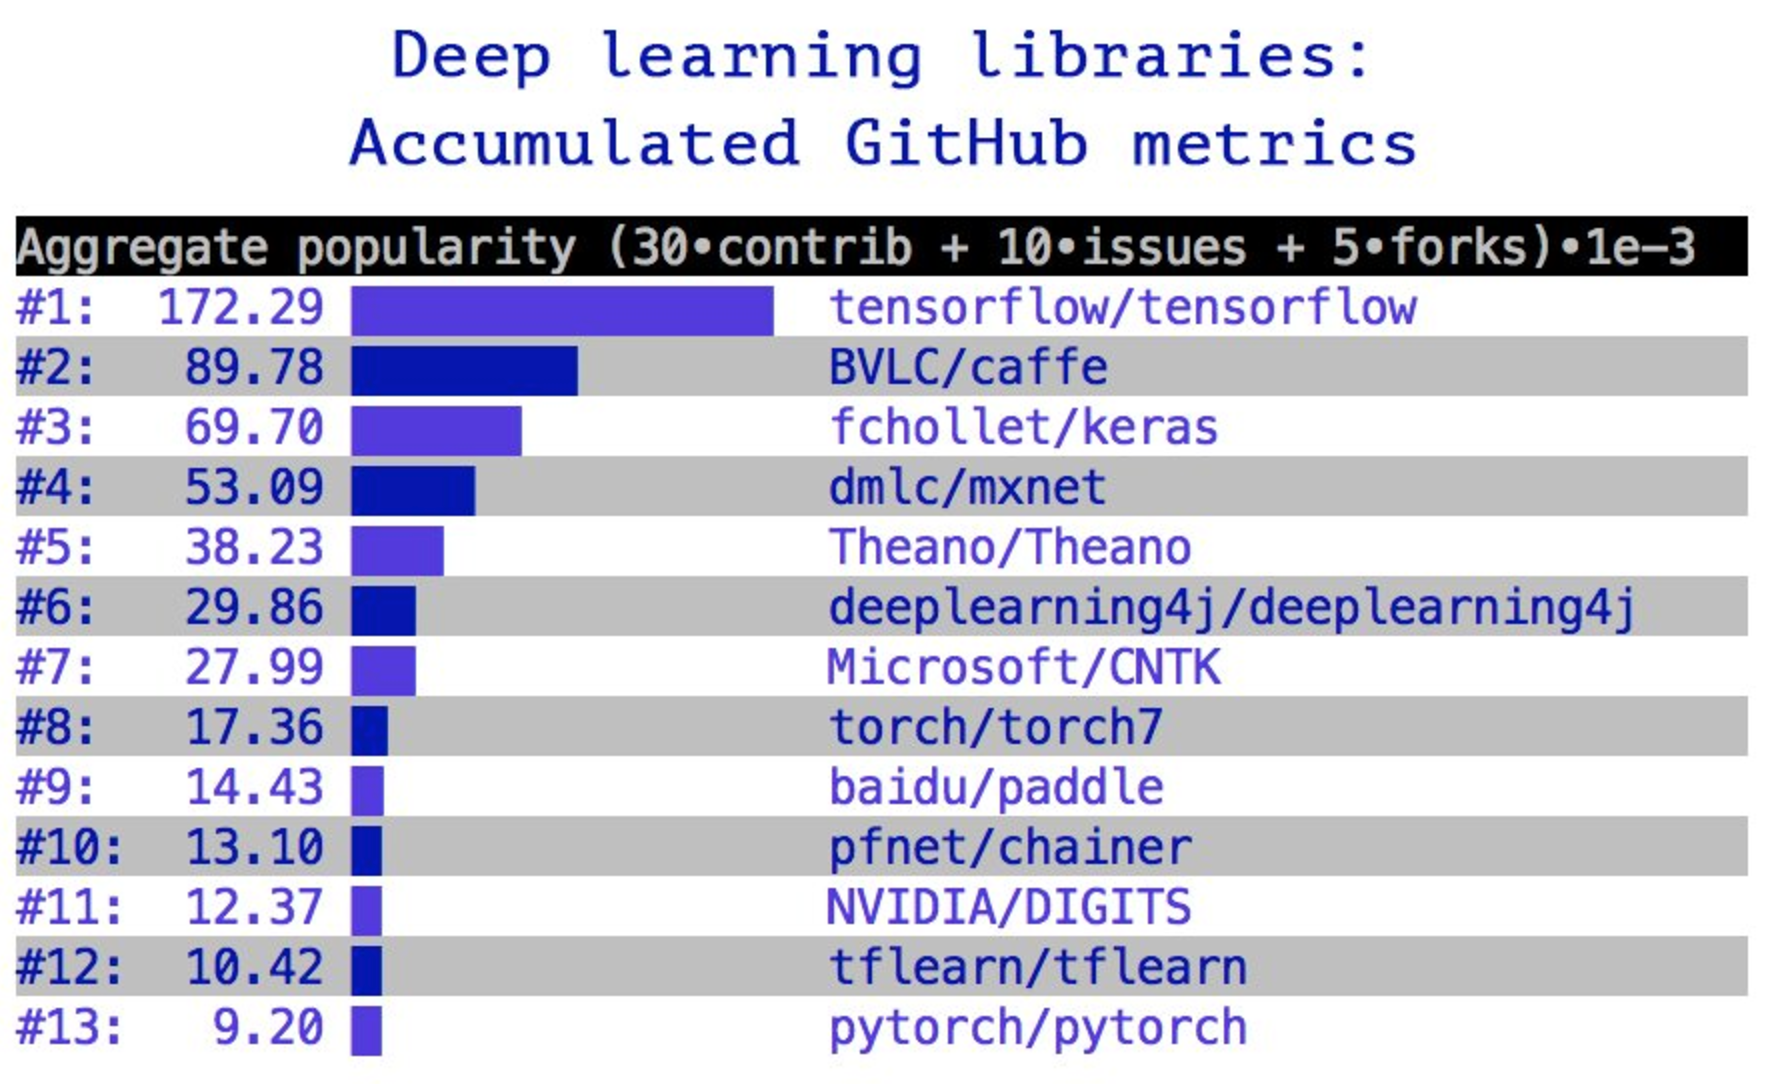 Deep learning libraries:
Accumulated GitHub metrics
Aggregate popularity (30•contrib + 10•issues + 5•forks)•1e-3
#1: 172.29 tensorflow/tensorflow
#2: 89.78 BVLC/caffe
#3: 69.70 fchollet/keras
#4: 53.09 dmlc/mxnet
#5: 38.23 Theano/Theano
#6: 29.86 deeplearning4j/deeplearning4j
#7: 27.99 Microsoft/CNTK
#8: 17.36 torch/torch7
#9: 14.43 baidu/paddle
#10: 13.10 pfnet/chainer
#11: 12.37 NVIDIA/DIGITS
#12: 10.42 tflearn/tflearn
#13: 9.20 pytorch/pytorch